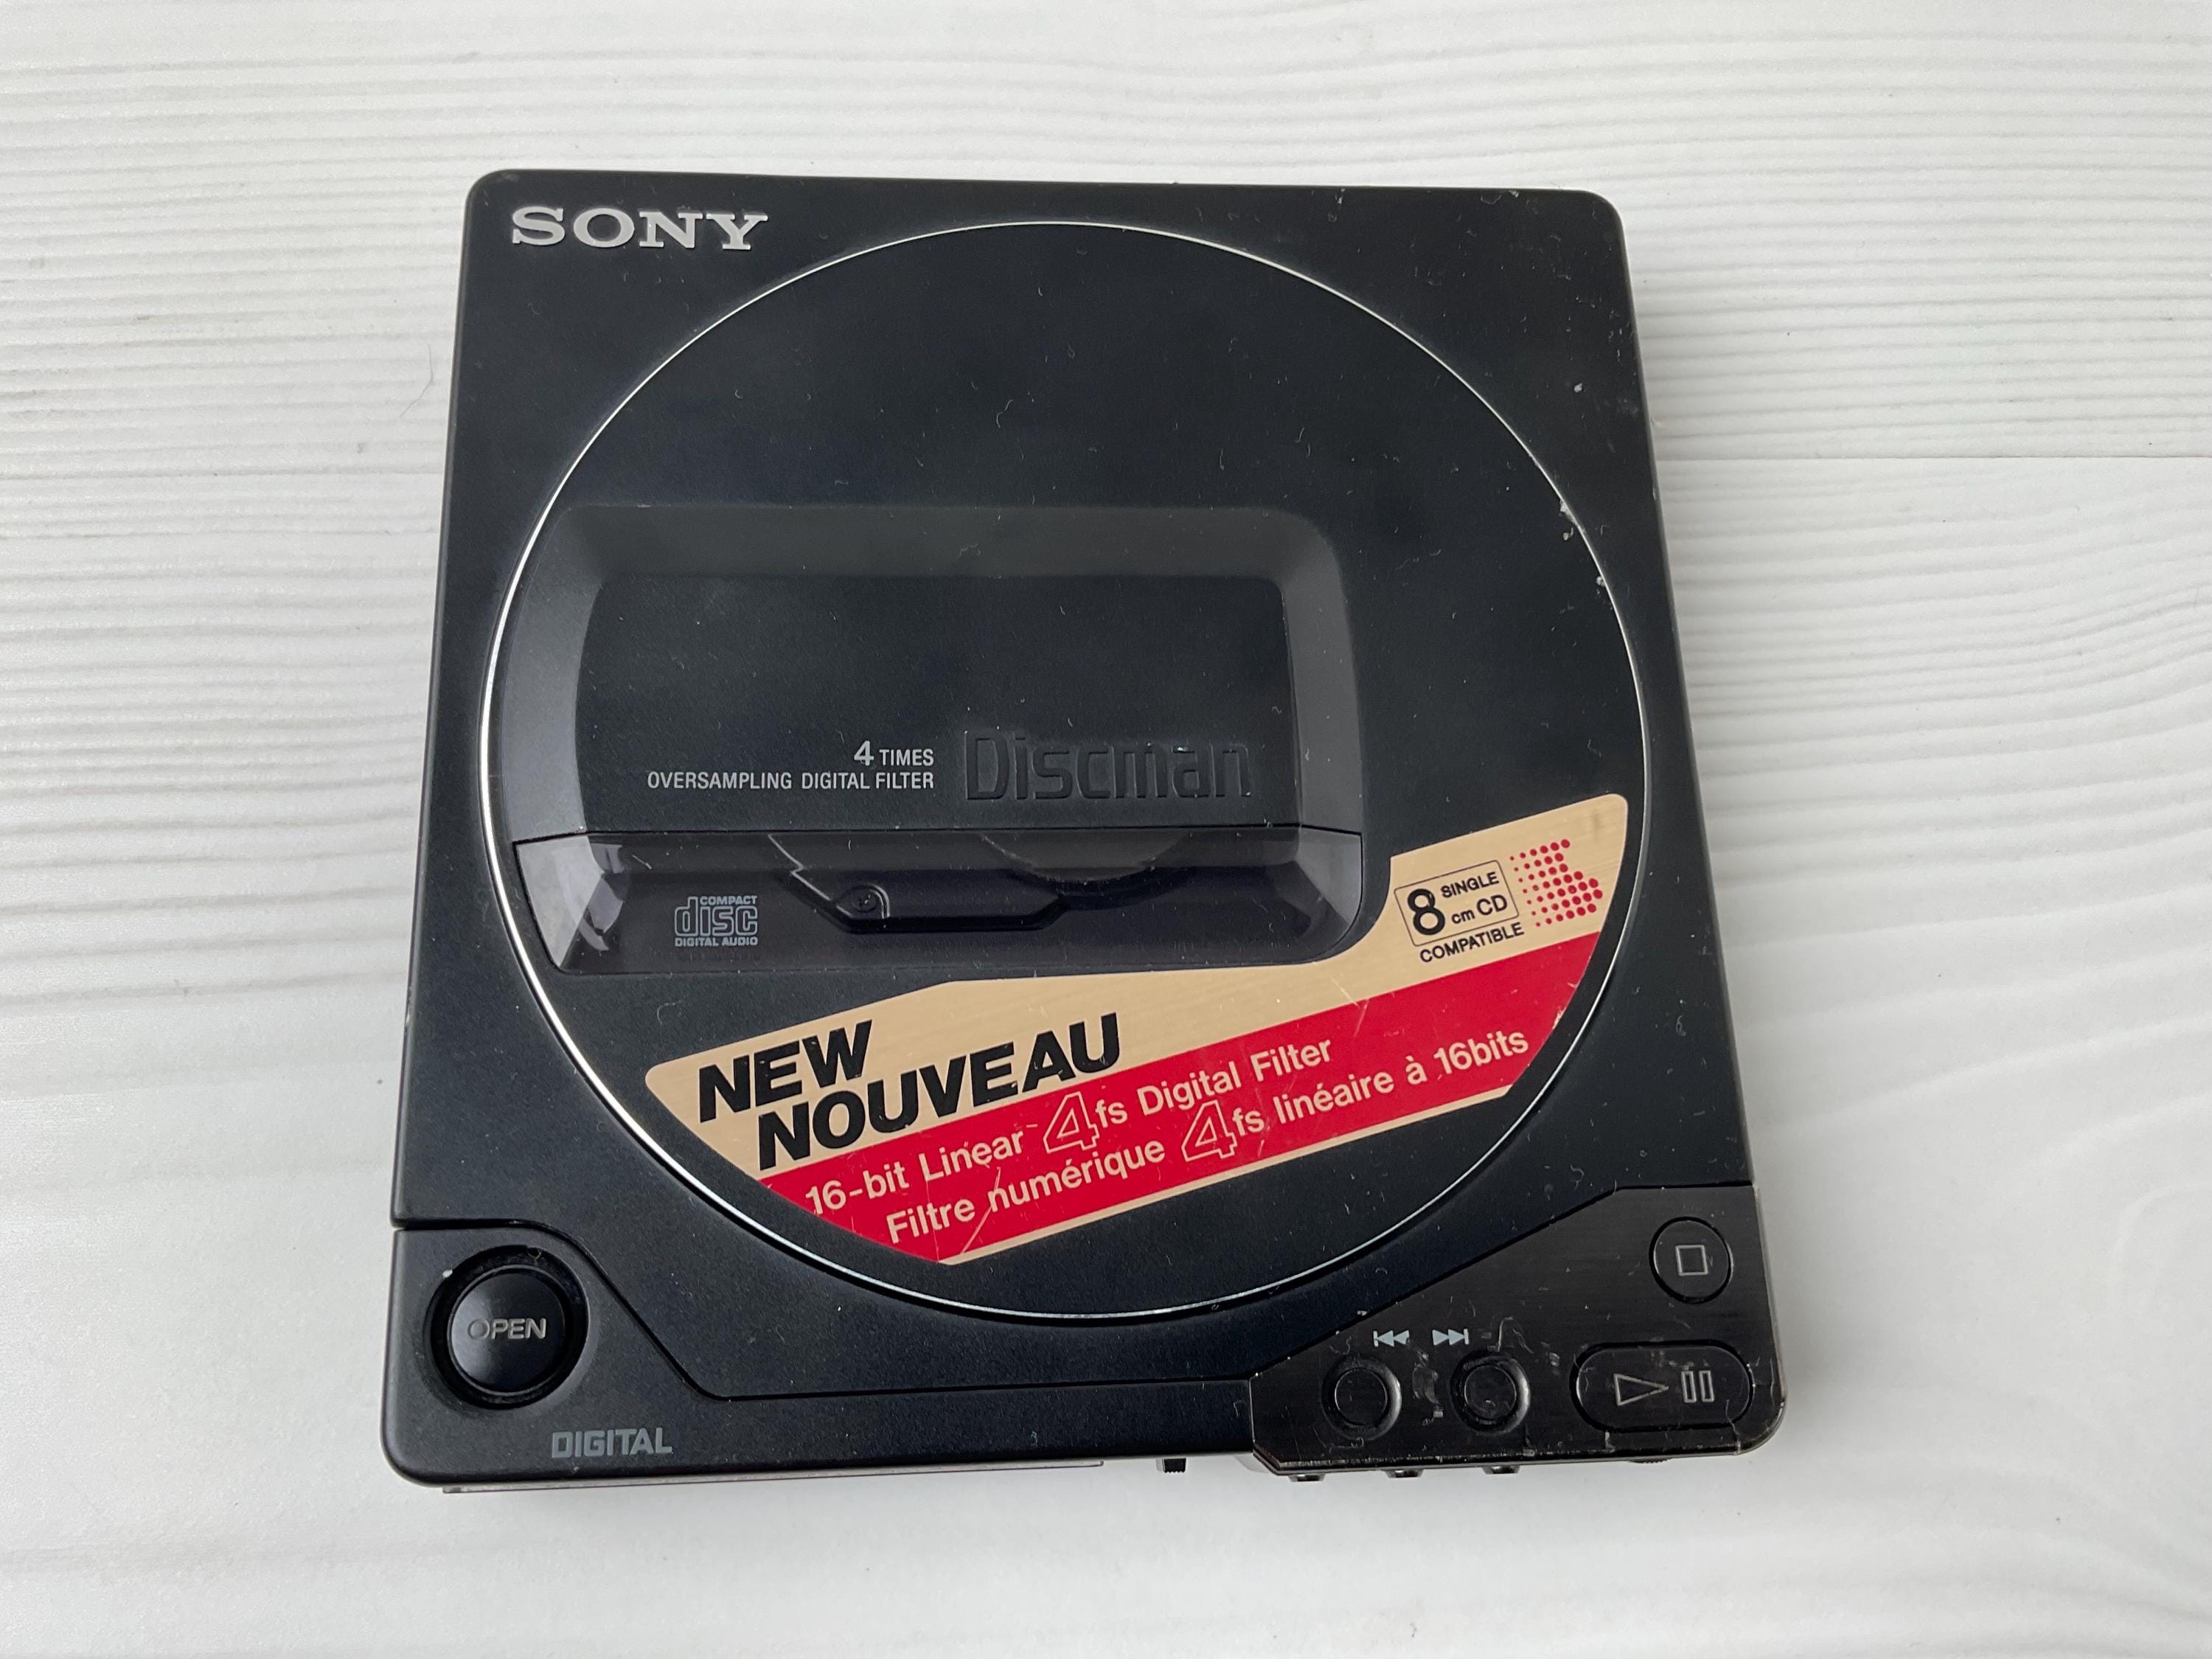 SONY
4 TIMES
OVERSAMPLING DIGITAL FILTER
Discman
COMPACT
disc
DIGITAL AUDIO
8 SINGLE
cm CD
COMPATIBLE
NEW
NOUVEAU
16-bit Linear 4fs Digital Filter
Filtre numérique 4fs linéaire à 16bits
OPEN
DIGITAL